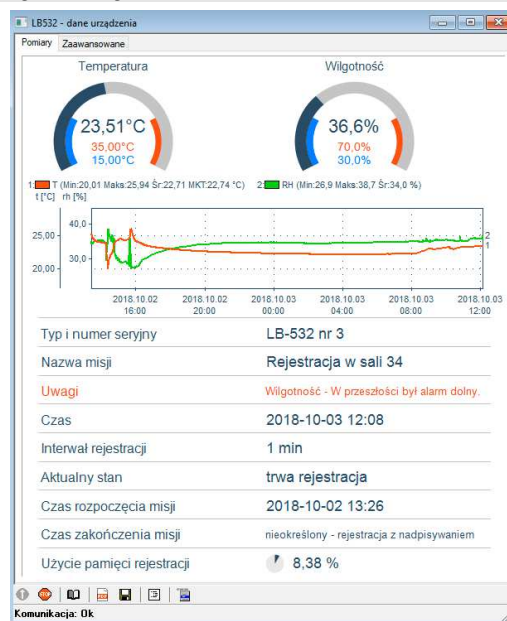 LB532 - dane urządzenia
Pomiary Zaawansowane
Temperatura Wilgotność
23,51°C 36,6%
35,00°C 70,0%
15,00°C 30,0%
1: T (Min:20,01 Maks:25,94 Śr:22,71 MKT:22,74 °C) 2: RH (Min:26,9 Maks:38,7 Śr:34,0 %)
t [°C] rh [%]
40,0
25,00
2
1
30,0
20,00
2018.10.02 2018.10.02 2018.10.03 2018.10.03 2018.10.03 2018.10.03
16:00 20:00 00:00 04:00 08:00 12:00
Typ i numer seryjny LB-532 nr 3
Nazwa misji Rejestracja w sali 34
Uwagi Wilgotność - W przeszłości był alarm dolny.
Czas 2018-10-03 12:08
Interwał rejestracji 1 min
Aktualny stan trwa rejestracja
Czas rozpoczęcia misji 2018-10-02 13:26
Czas zakończenia misji nieokreślony - rejestracja z nadpisywaniem
Użycie pamięci rejestracji 8,38 %
Komunikacja: Ok